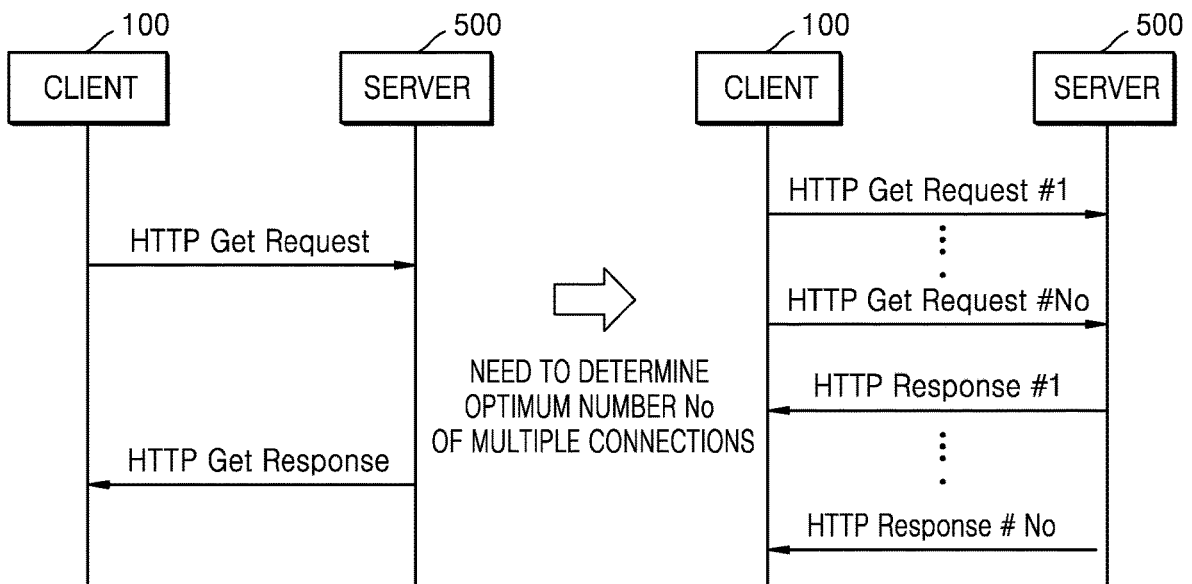 100
500
CLIENT
SERVER
HTTP Get Request
HTTP Get Response
NEED TO DETERMINE
OPTIMUM NUMBER No
OF MULTIPLE CONNECTIONS
100
500
CLIENT
SERVER
HTTP Get Request #1
HTTP Get Request #No
HTTP Response #1
HTTP Response # No